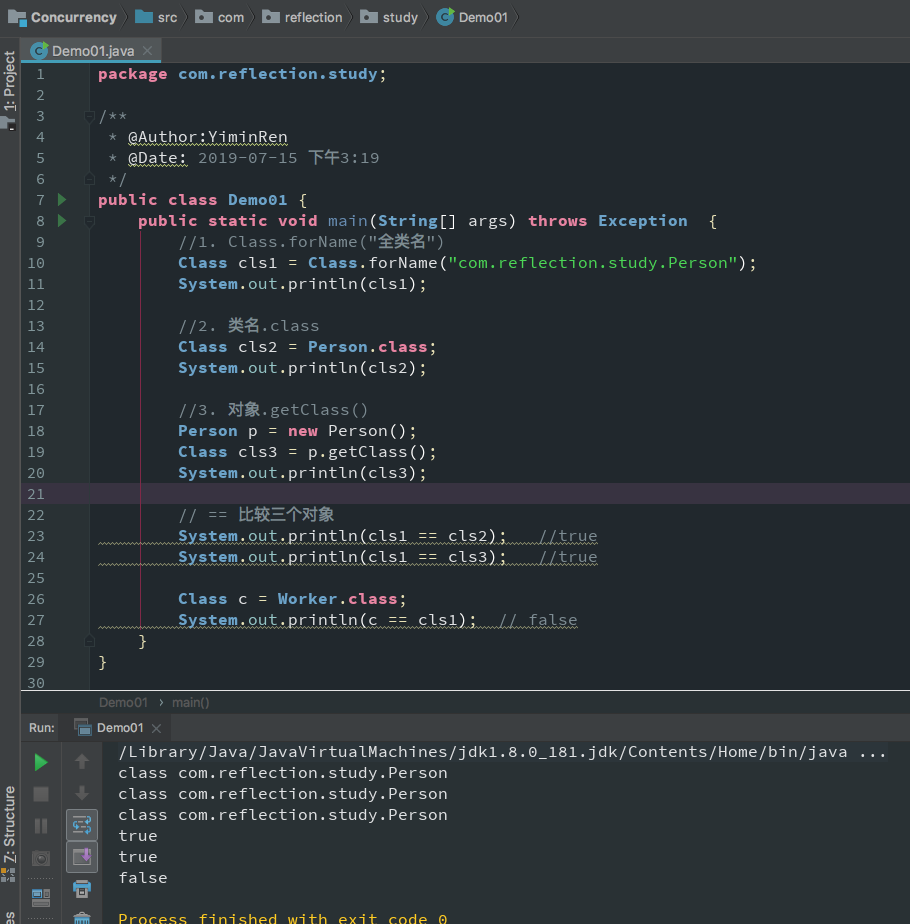 Concurrency src com reflection study Demo01
Demo01.java
1: Project
1 package com.reflection.study;
2
3 /**
4 * @Author:YiminRen
5 * @Date: 2019-07-15 下午3:19
6 */
7 public class Demo01 {
8 public static void main(String[] args) throws Exception {
9 //1. Class.forName("全类名")
10 Class cls1 = Class.forName("com.reflection.study.Person");
11 System.out.println(cls1);
12
13 //2. 类名.class
14 Class cls2 = Person.class;
15 System.out.println(cls2);
16
17 //3. 对象.getClass()
18 Person p = new Person();
19 Class cls3 = p.getClass();
20 System.out.println(cls3);
21
22 // == 比较三个对象
23 System.out.println(cls1 == cls2); //true
24 System.out.println(cls1 == cls3); //true
25
26 Class c = Worker.class;
27 System.out.println(c == cls1); // false
28 }
29 }
30
Demo01 › main()
Run: Demo01
Z: Structure
/Library/Java/JavaVirtualMachines/jdk1.8.0_181.jdk/Contents/Home/bin/java ...
class com.reflection.study.Person
class com.reflection.study.Person
class com.reflection.study.Person
true
true
false
Process finished with exit code 0